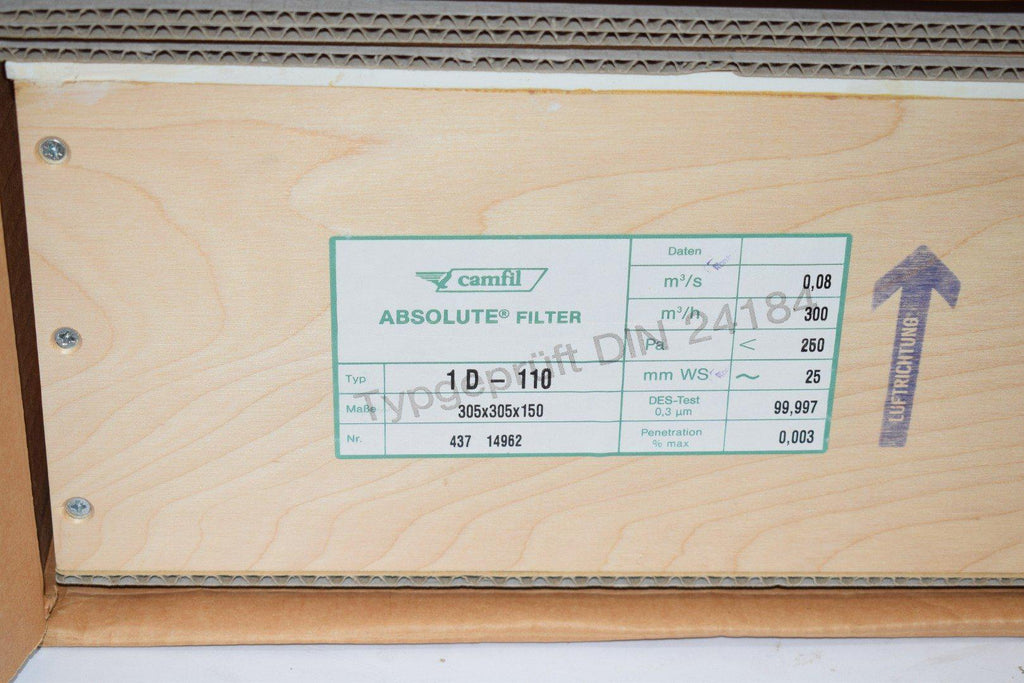 camfil
ABSOLUTE® FILTER
Typ 1D - 110
Maße 305x305x150
Nr. 437 14962
Daten
m³/s 0,08
m³/h 300
Pa < 250
mm WS ~ 25
DES-Test
0,3 µm 99,997
Penetration
% max 0,003
Typgeprüft DIN 24184
LUFTRICHTUNG